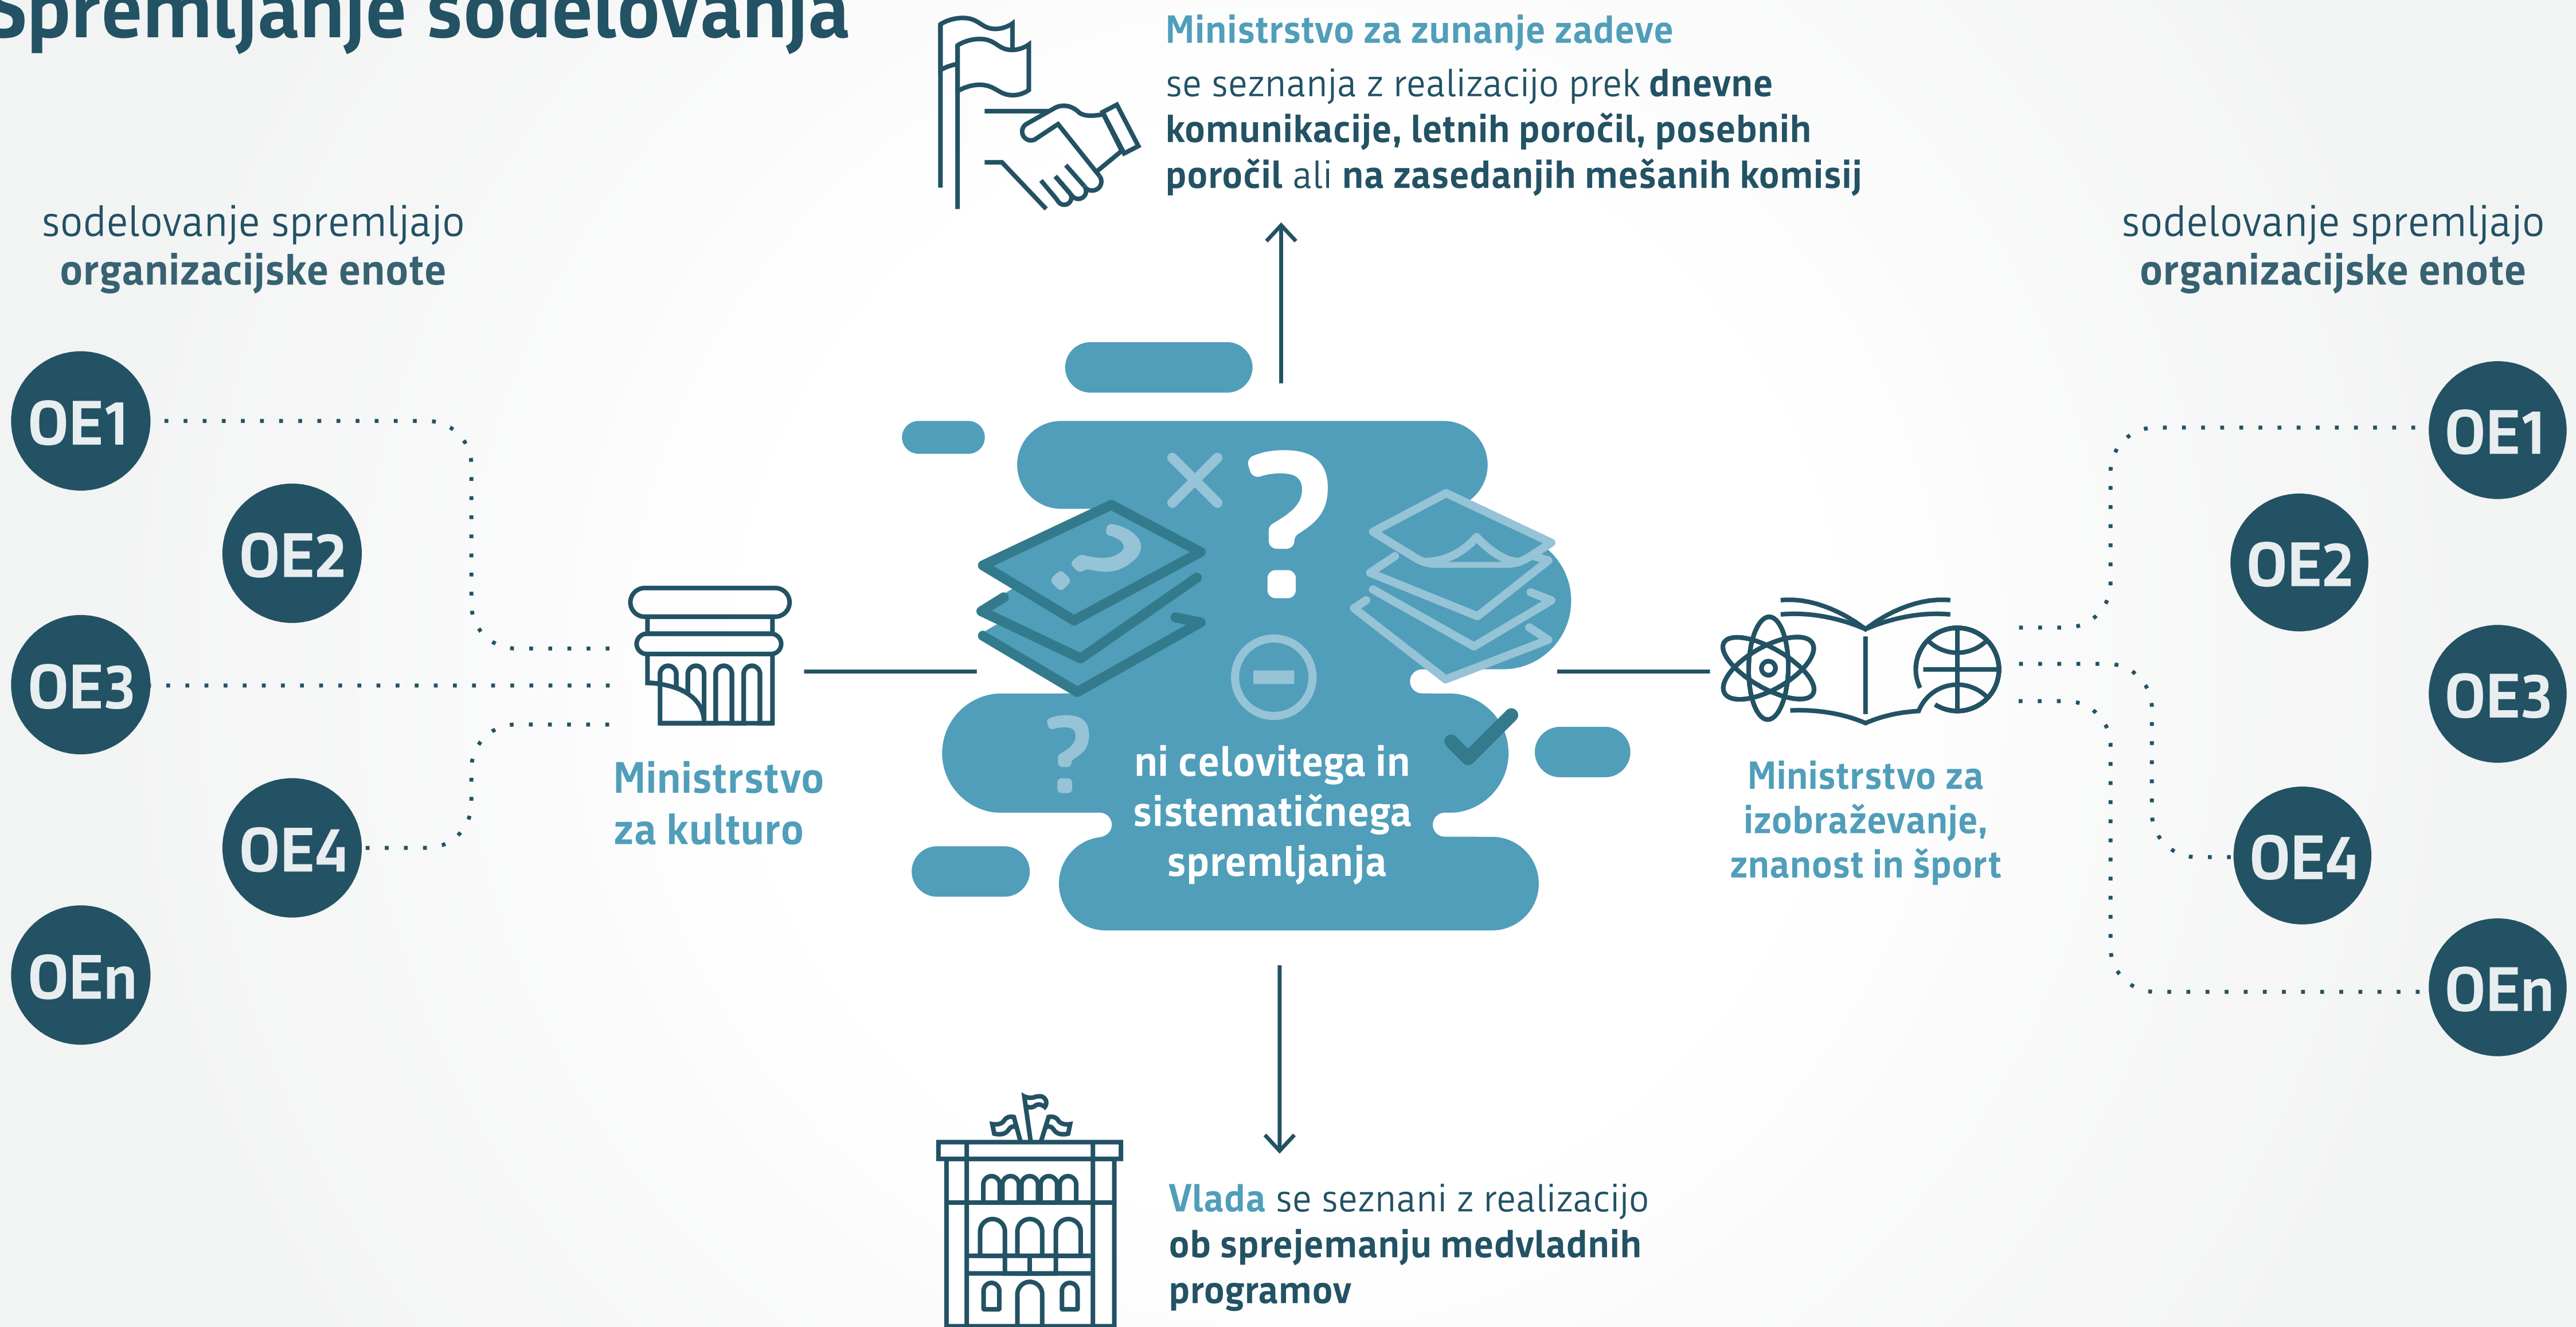 Spremljanje sodelovanja
Ministrstvo za zunanje zadeve
se seznanja z realizacijo prek dnevne
komunikacije, letnih poročil, posebnih
poročil ali na zasedanjih mešanih komisij
sodelovanje spremljajo
organizacijske enote
OE1
OE2
OE3
OE4
OEn
Ministrstvo
za kulturo
?
?
?
ni celovitega in
sistematičnega
spremljanja
Ministrstvo za
izobraževanje,
znanost in šport
sodelovanje spremljajo
organizacijske enote
OE1
OE2
OE3
OE4
OEn
Vlada se seznani z realizacijo
ob sprejemanju medvladnih
programov